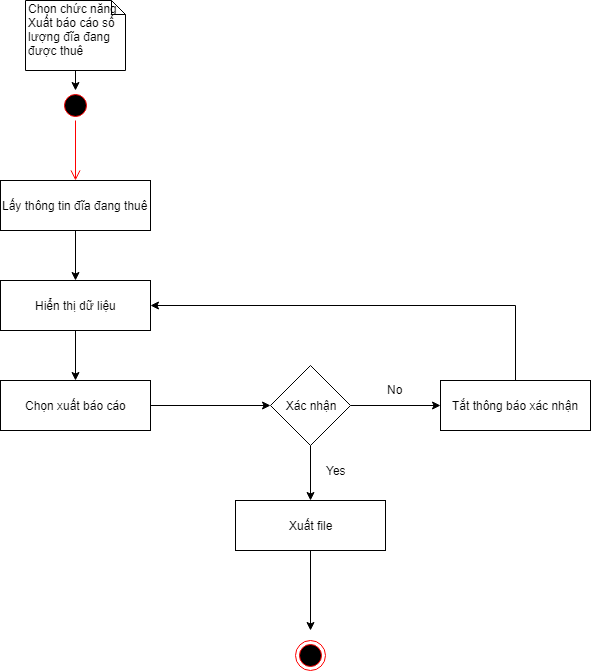 Chọn chức năng
Xuất báo cáo số
lượng đĩa đang
được thuê
Lấy thông tin đĩa đang thuê
Hiển thị dữ liệu
Chọn xuất báo cáo
Xác nhận
No
Tắt thông báo xác nhận
Yes
Xuất file